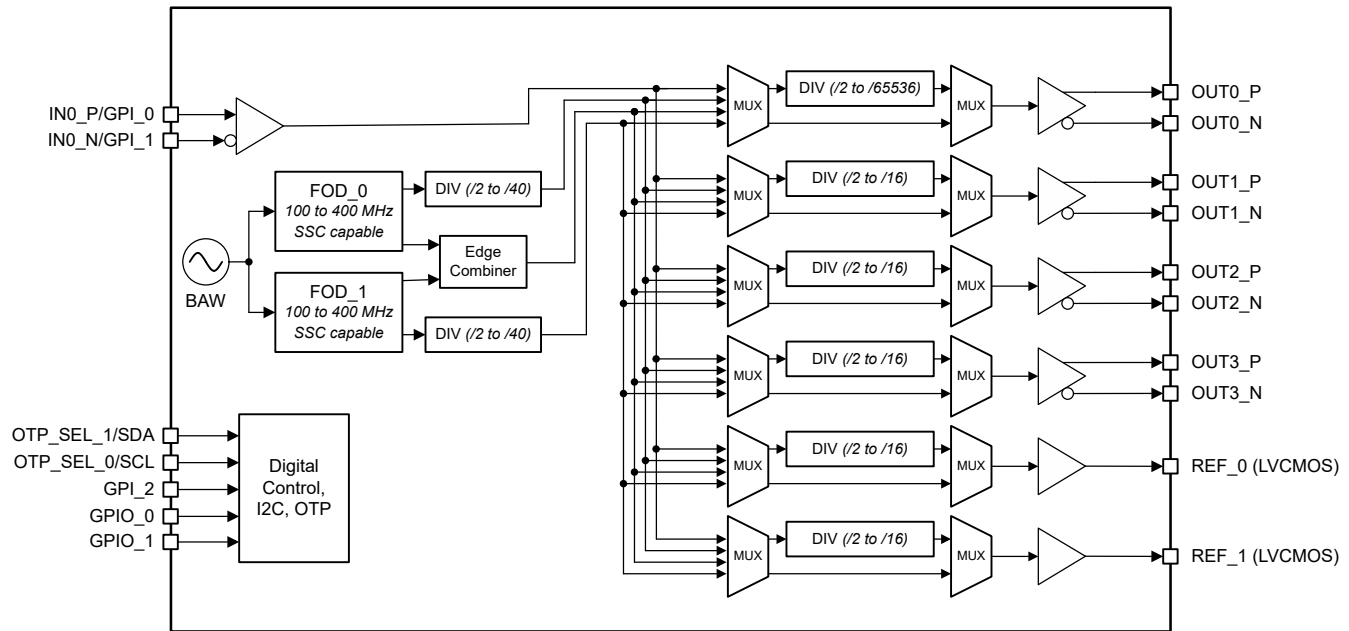 IN0_P/GPI_0
IN0_N/GPI_1
FOD_0
100 to 400 MHz
SSC capable
DIV (/2 to /40)
Edge
Combiner
BAW
FOD_1
100 to 400 MHz
SSC capable
DIV (/2 to /40)
OTP_SEL_1/SDA
OTP_SEL_0/SCL
GPI_2
GPIO_0
GPIO_1
Digital
Control,
I2C, OTP
MUX
DIV (/2 to /65536)
MUX
OUT0_P
OUT0_N
MUX
DIV (/2 to /16)
MUX
OUT1_P
OUT1_N
MUX
DIV (/2 to /16)
MUX
OUT2_P
OUT2_N
MUX
DIV (/2 to /16)
MUX
OUT3_P
OUT3_N
MUX
DIV (/2 to /16)
MUX
REF_0 (LVCMOS)
MUX
DIV (/2 to /16)
MUX
REF_1 (LVCMOS)